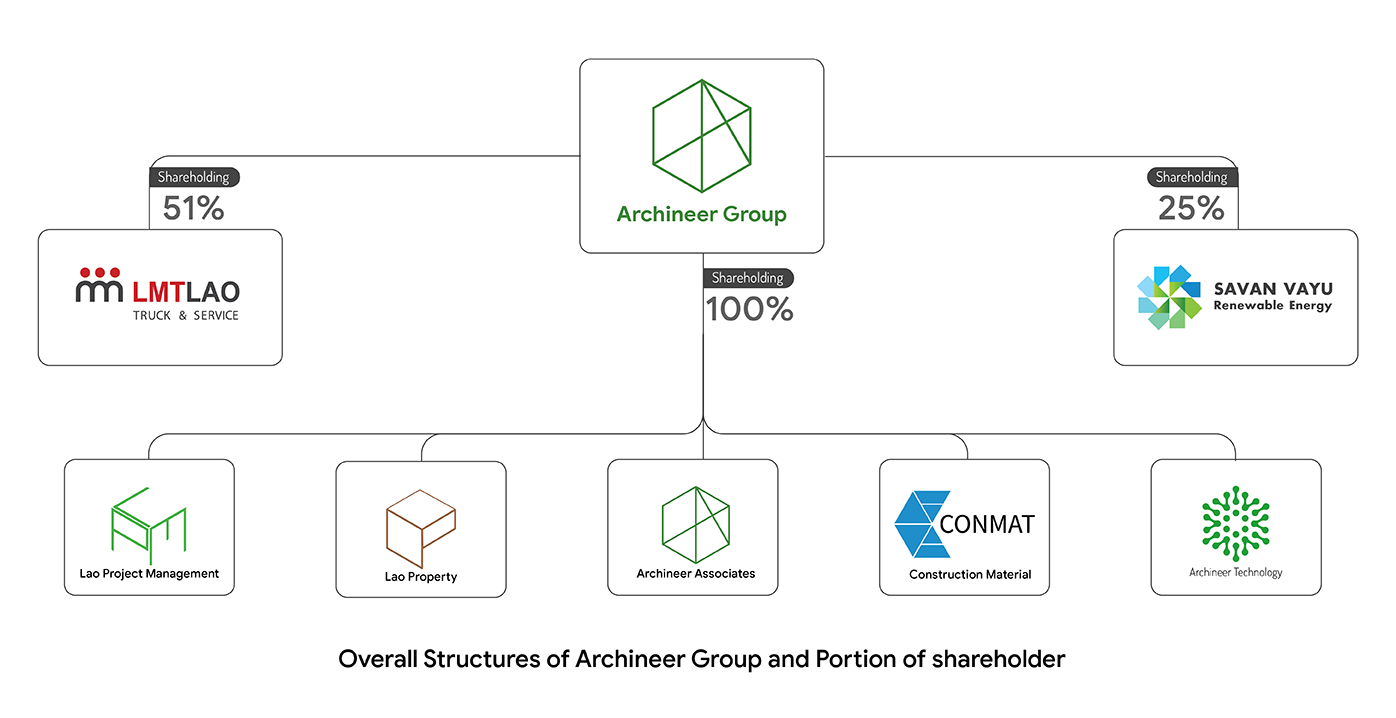 Archineer Group
Shareholding
51%
Shareholding
25%
LMTLAO
TRUCK & SERVICE
Shareholding
100%
SAVAN VAYU
Renewable Energy
Lao Project Management
Lao Property
Archineer Associates
CONMAT
Construction Material
Archineer Technology
Overall Structures of Archineer Group and Portion of shareholder